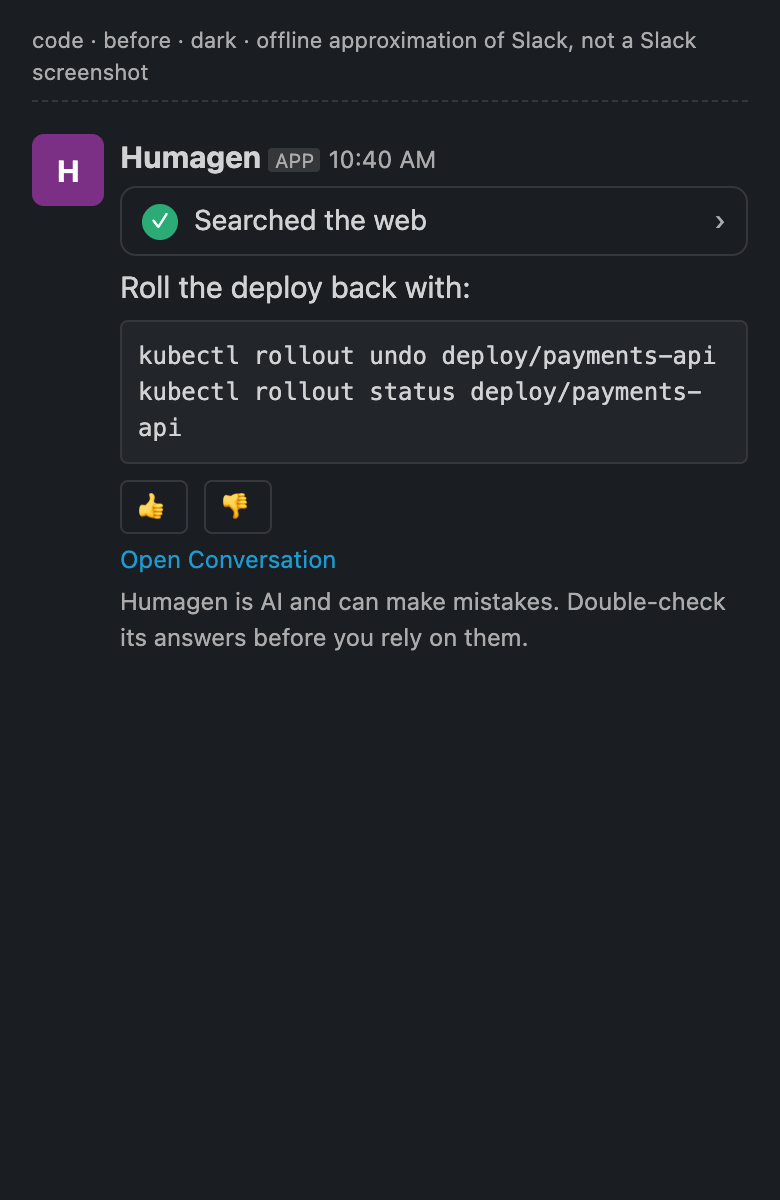 code · before · dark · offline approximation of Slack, not a Slack
screenshot
H
Humagen APP 10:40 AM
Searched the web
Roll the deploy back with:
kubectl rollout undo deploy/payments-api
kubectl rollout status deploy/payments-
api
Open Conversation
Humagen is AI and can make mistakes. Double-check
its answers before you rely on them.